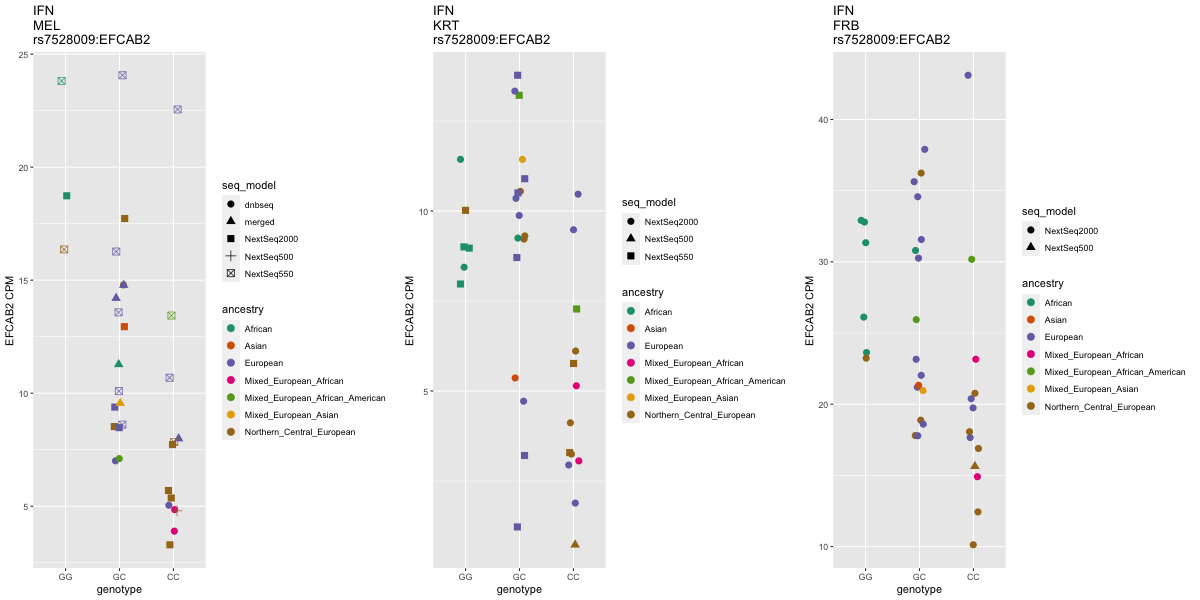 IFN
MEL
rs7528009:EFCAB2
25
20
15
10
5
EFCAB2 CPM
GG
GC
CC
genotype
seq_model
dnbseq
merged
NextSeq2000
NextSeq500
NextSeq550
ancestry
African
Asian
European
Mixed_European_African
Mixed_European_African_American
Mixed_European_Asian
Northern_Central_European
IFN
KRT
rs7528009:EFCAB2
10
5
EFCAB2 CPM
GG
GC
CC
genotype
seq_model
NextSeq2000
NextSeq500
NextSeq550
ancestry
African
Asian
European
Mixed_European_African
Mixed_European_African_American
Mixed_European_Asian
Northern_Central_European
IFN
FRB
rs7528009:EFCAB2
40
30
20
10
EFCAB2 CPM
GG
GC
CC
genotype
seq_model
NextSeq2000
NextSeq500
ancestry
African
Asian
European
Mixed_European_African
Mixed_European_African_American
Mixed_European_Asian
Northern_Central_European